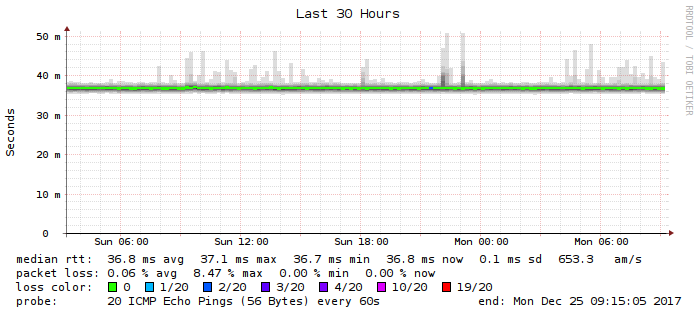 Last 30 Hours
RRDTOOL / TOBI OETIKER
Seconds
50 m
40 m
30 m
20 m
10 m
0
Sun 06:00 Sun 12:00 Sun 18:00 Mon 00:00 Mon 06:00
median rtt: 36.8 ms avg 37.1 ms max 36.7 ms min 36.8 ms now 0.1 ms sd 653.3 am/s
packet loss: 0.06 % avg 8.47 % max 0.00 % min 0.00 % now
loss color: 0 1/20 2/20 3/20 4/20 10/20 19/20
probe: 20 ICMP Echo Pings (56 Bytes) every 60s end: Mon Dec 25 09:15:05 2017